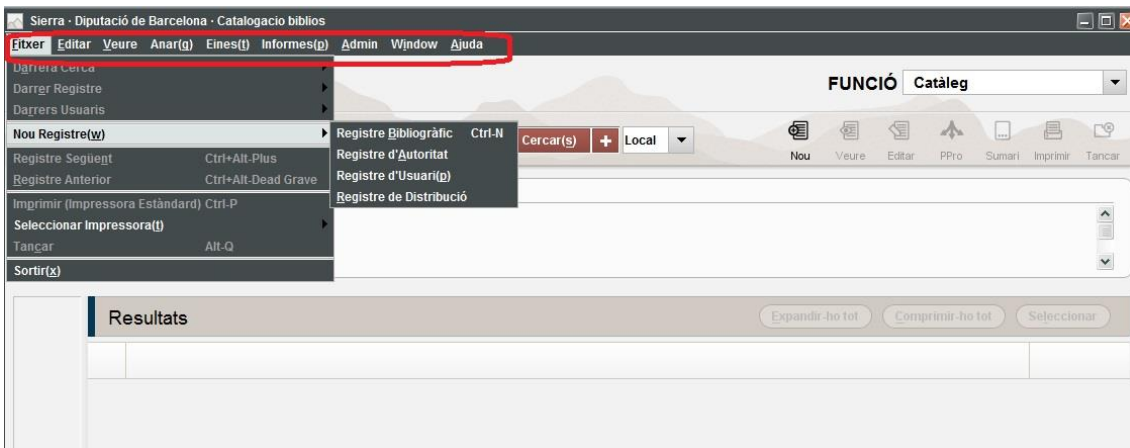 Sierra · Diputació de Barcelona · Catalogacio biblios
Fitxer Editar Veure Anar(g) Eines(t) Informes(p) Admin Window Ajuda
Darrera Cerca
Darrer Registre
Darrers Usuaris
Nou Registre(w)
Registre Següent Ctrl+Alt-Plus
Registre Anterior Ctrl+Alt-Dead Grave
Imprimir (Impressora Estàndard) Ctrl-P
Seleccionar Impressora(t)
Tancar Alt-Q
Sortir(x)
Registre Bibliogràfic Ctrl-N
Registre d'Autoritat
Registre d'Usuari(p)
Registre de Distribució
FUNCIÓ Catàleg
Cercar(s) + Local
Nou Veure Editar PPro Sumari Imprimir Tancar
Resultats Expandir-ho tot Comprimir-ho tot Seleccionar